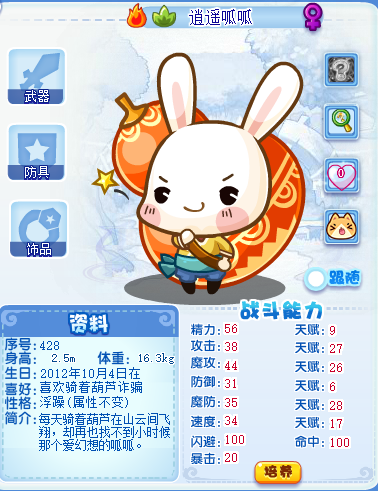 逍遥呱呱
武器
防具
饰品
?
0
跟随
资料
序号:428
身高: 2.5m 体重:16.3kg
生日:2012年10月4日在
喜好:喜欢骑着葫芦诈骗
性格:浮躁(属性不变)
简介:每天骑着葫芦在山云间飞
翔,却再也找不到小时候
那个爱幻想的呱呱。
战斗能力
精力:56 天赋:9
攻击:38 天赋:27
魔攻:44 天赋:26
防御:31 天赋:6
魔防:35 天赋:28
速度:34 天赋:17
闪避:100 命中:100
暴击:20
培养